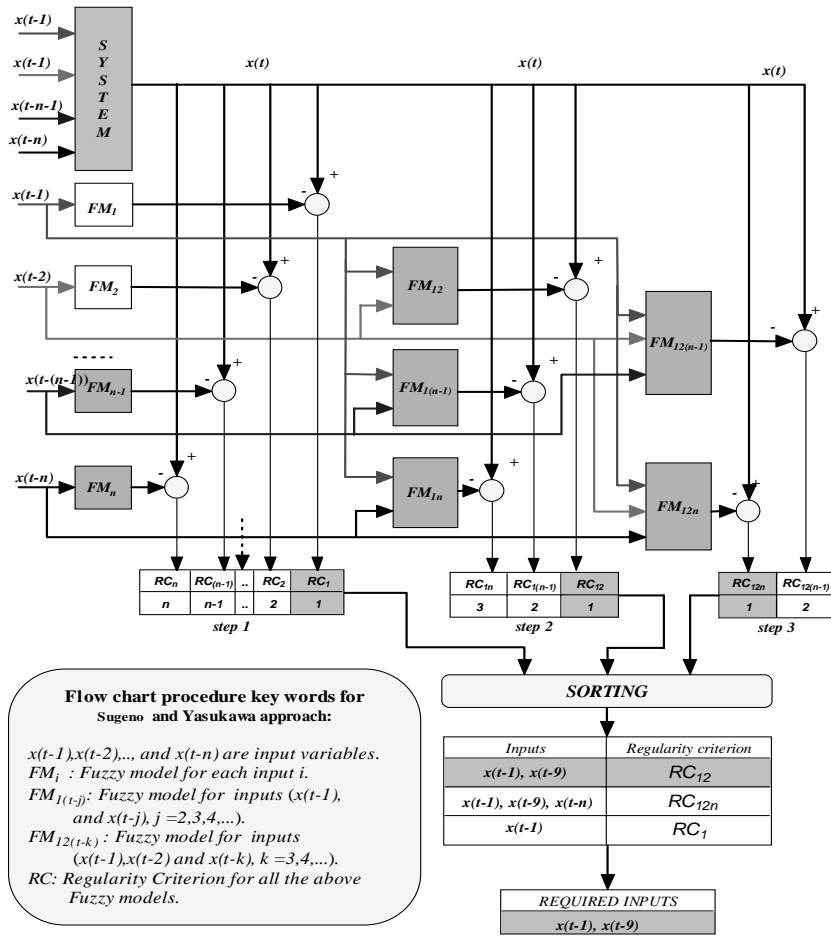 x(t-1)
x(t-1)
x(t-n-1)
x(t-n)
S
Y
S
T
E
M
x(t)
x(t)
x(t)
x(t-1)
FM1
-
+
x(t-2)
FM2
-
+
FM12
-
+
FM12(n-1)
-
+
x(t-(n-1))
FMn-1
-
+
FM1(n-1)
-
+
x(t-n)
FMn
-
+
FM1n
-
+
FM12n
-
+
RCn RC(n-1) .. RC2 RC1
n n-1 .. 2 1
step 1
RC1n RC1(n-1) RC12
3 2 1
step 2
RC12n RC12(n-1)
1 2
step 3
SORTING
Inputs Regularity criterion
x(t-1), x(t-9) RC12
x(t-1), x(t-9), x(t-n) RC12n
x(t-1) RC1
REQUIRED INPUTS
x(t-1), x(t-9)
Flow chart procedure key words for
Sugeno and Yasukawa approach:
x(t-1),x(t-2),.., and x(t-n) are input variables.
FMi : Fuzzy model for each input i.
FM1(t-j): Fuzzy model for inputs (x(t-1),
and x(t-j), j =2,3,4,...).
FM12(t-k) : Fuzzy model for inputs
(x(t-1),x(t-2) and x(t-k), k =3,4,...).
RC: Regularity Criterion for all the above
Fuzzy models.